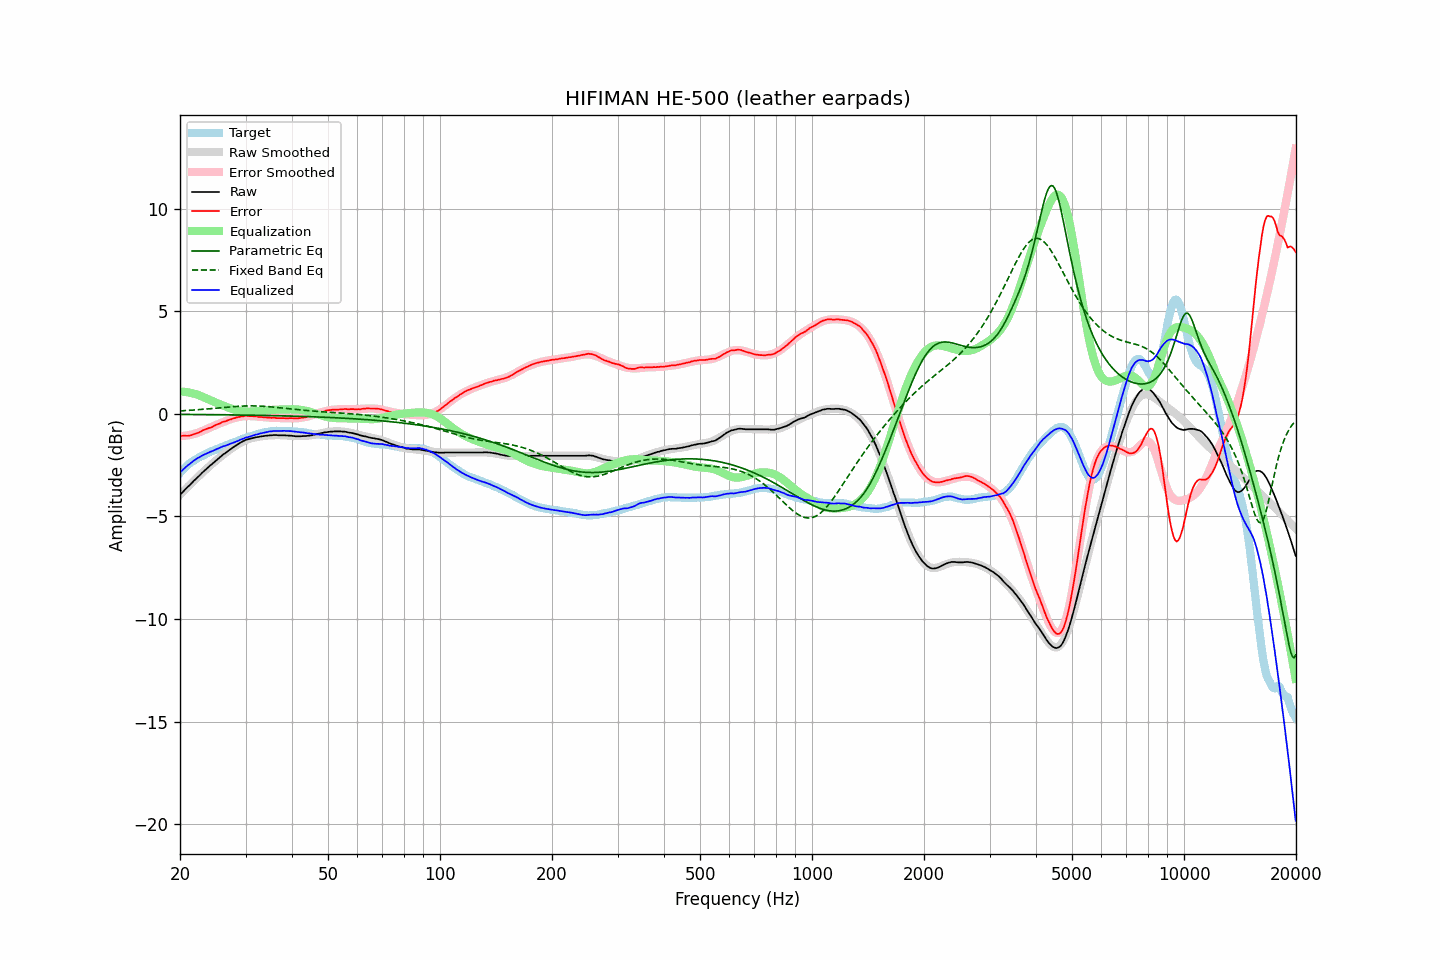 HIFIMAN HE-500 (leather earpads)
Target
Raw Smoothed
Error Smoothed
Raw
Error
Equalization
Parametric Eq
Fixed Band Eq
Equalized
Amplitude (dBr)
10
5
0
−5
−10
−15
−20
20 50 100 200 500 1000 2000 5000 10000 20000
Frequency (Hz)